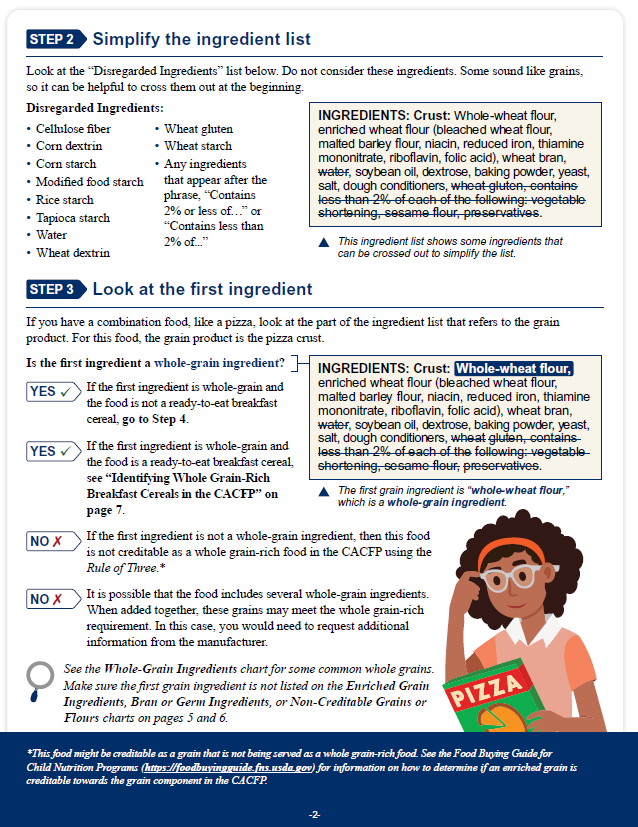 STEP 2 Simplify the ingredient list
Look at the “Disregarded Ingredients” list below. Do not consider these ingredients. Some sound like grains,
so it can be helpful to cross them out at the beginning.
Disregarded Ingredients:
• Cellulose fiber
• Corn dextrin
• Corn starch
• Modified food starch
• Rice starch
• Tapioca starch
• Water
• Wheat dextrin
• Wheat gluten
• Wheat starch
• Any ingredients
that appear after the
phrase, “Contains
2% or less of…” or
“Contains less than
2% of...”
INGREDIENTS: Crust: Whole-wheat flour,
enriched wheat flour (bleached wheat flour,
malted barley flour, niacin, reduced iron, thiamine
mononitrate, riboflavin, folic acid), wheat bran,
water, soybean oil, dextrose, baking powder, yeast,
salt, dough conditioners, wheat gluten, contains
less than 2% of each of the following: vegetable
shortening, sesame flour, preservatives.
▲ This ingredient list shows some ingredients that
can be crossed out to simplify the list.
STEP 3 Look at the first ingredient
If you have a combination food, like a pizza, look at the part of the ingredient list that refers to the grain
product. For this food, the grain product is the pizza crust.
Is the first ingredient a whole-grain ingredient?
YES ✓ If the first ingredient is whole-grain and
the food is not a ready-to-eat breakfast
cereal, go to Step 4.
YES ✓ If the first ingredient is whole-grain and
the food is a ready-to-eat breakfast cereal,
see “Identifying Whole Grain-Rich
Breakfast Cereals in the CACFP” on
page 7.
INGREDIENTS: Crust: Whole-wheat flour,
enriched wheat flour (bleached wheat flour,
malted barley flour, niacin, reduced iron, thiamine
mononitrate, riboflavin, folic acid), wheat bran,
water, soybean oil, dextrose, baking powder, yeast,
salt, dough conditioners, wheat gluten, contains
less than 2% of each of the following: vegetable
shortening, sesame flour, preservatives.
▲ The first grain ingredient is “whole-wheat flour,”
which is a whole-grain ingredient.
NO ✗ If the first ingredient is not a whole-grain ingredient, then this food
is not creditable as a whole grain-rich food in the CACFP using the
Rule of Three.*
NO ✗ It is possible that the food includes several whole-grain ingredients.
When added together, these grains may meet the whole grain-rich
requirement. In this case, you would need to request additional
information from the manufacturer.
See the Whole-Grain Ingredients chart for some common whole grains.
Make sure the first grain ingredient is not listed on the Enriched Grain
Ingredients, Bran or Germ Ingredients, or Non-Creditable Grains or
Flours charts on pages 5 and 6.
PIZZA
*This food might be creditable as a grain that is not being served as a whole grain-rich food. See the Food Buying Guide for
Child Nutrition Programs (https://foodbuyingguide.fns.usda.gov) for information on how to determine if an enriched grain is
creditable towards the grain component in the CACFP.
-2-